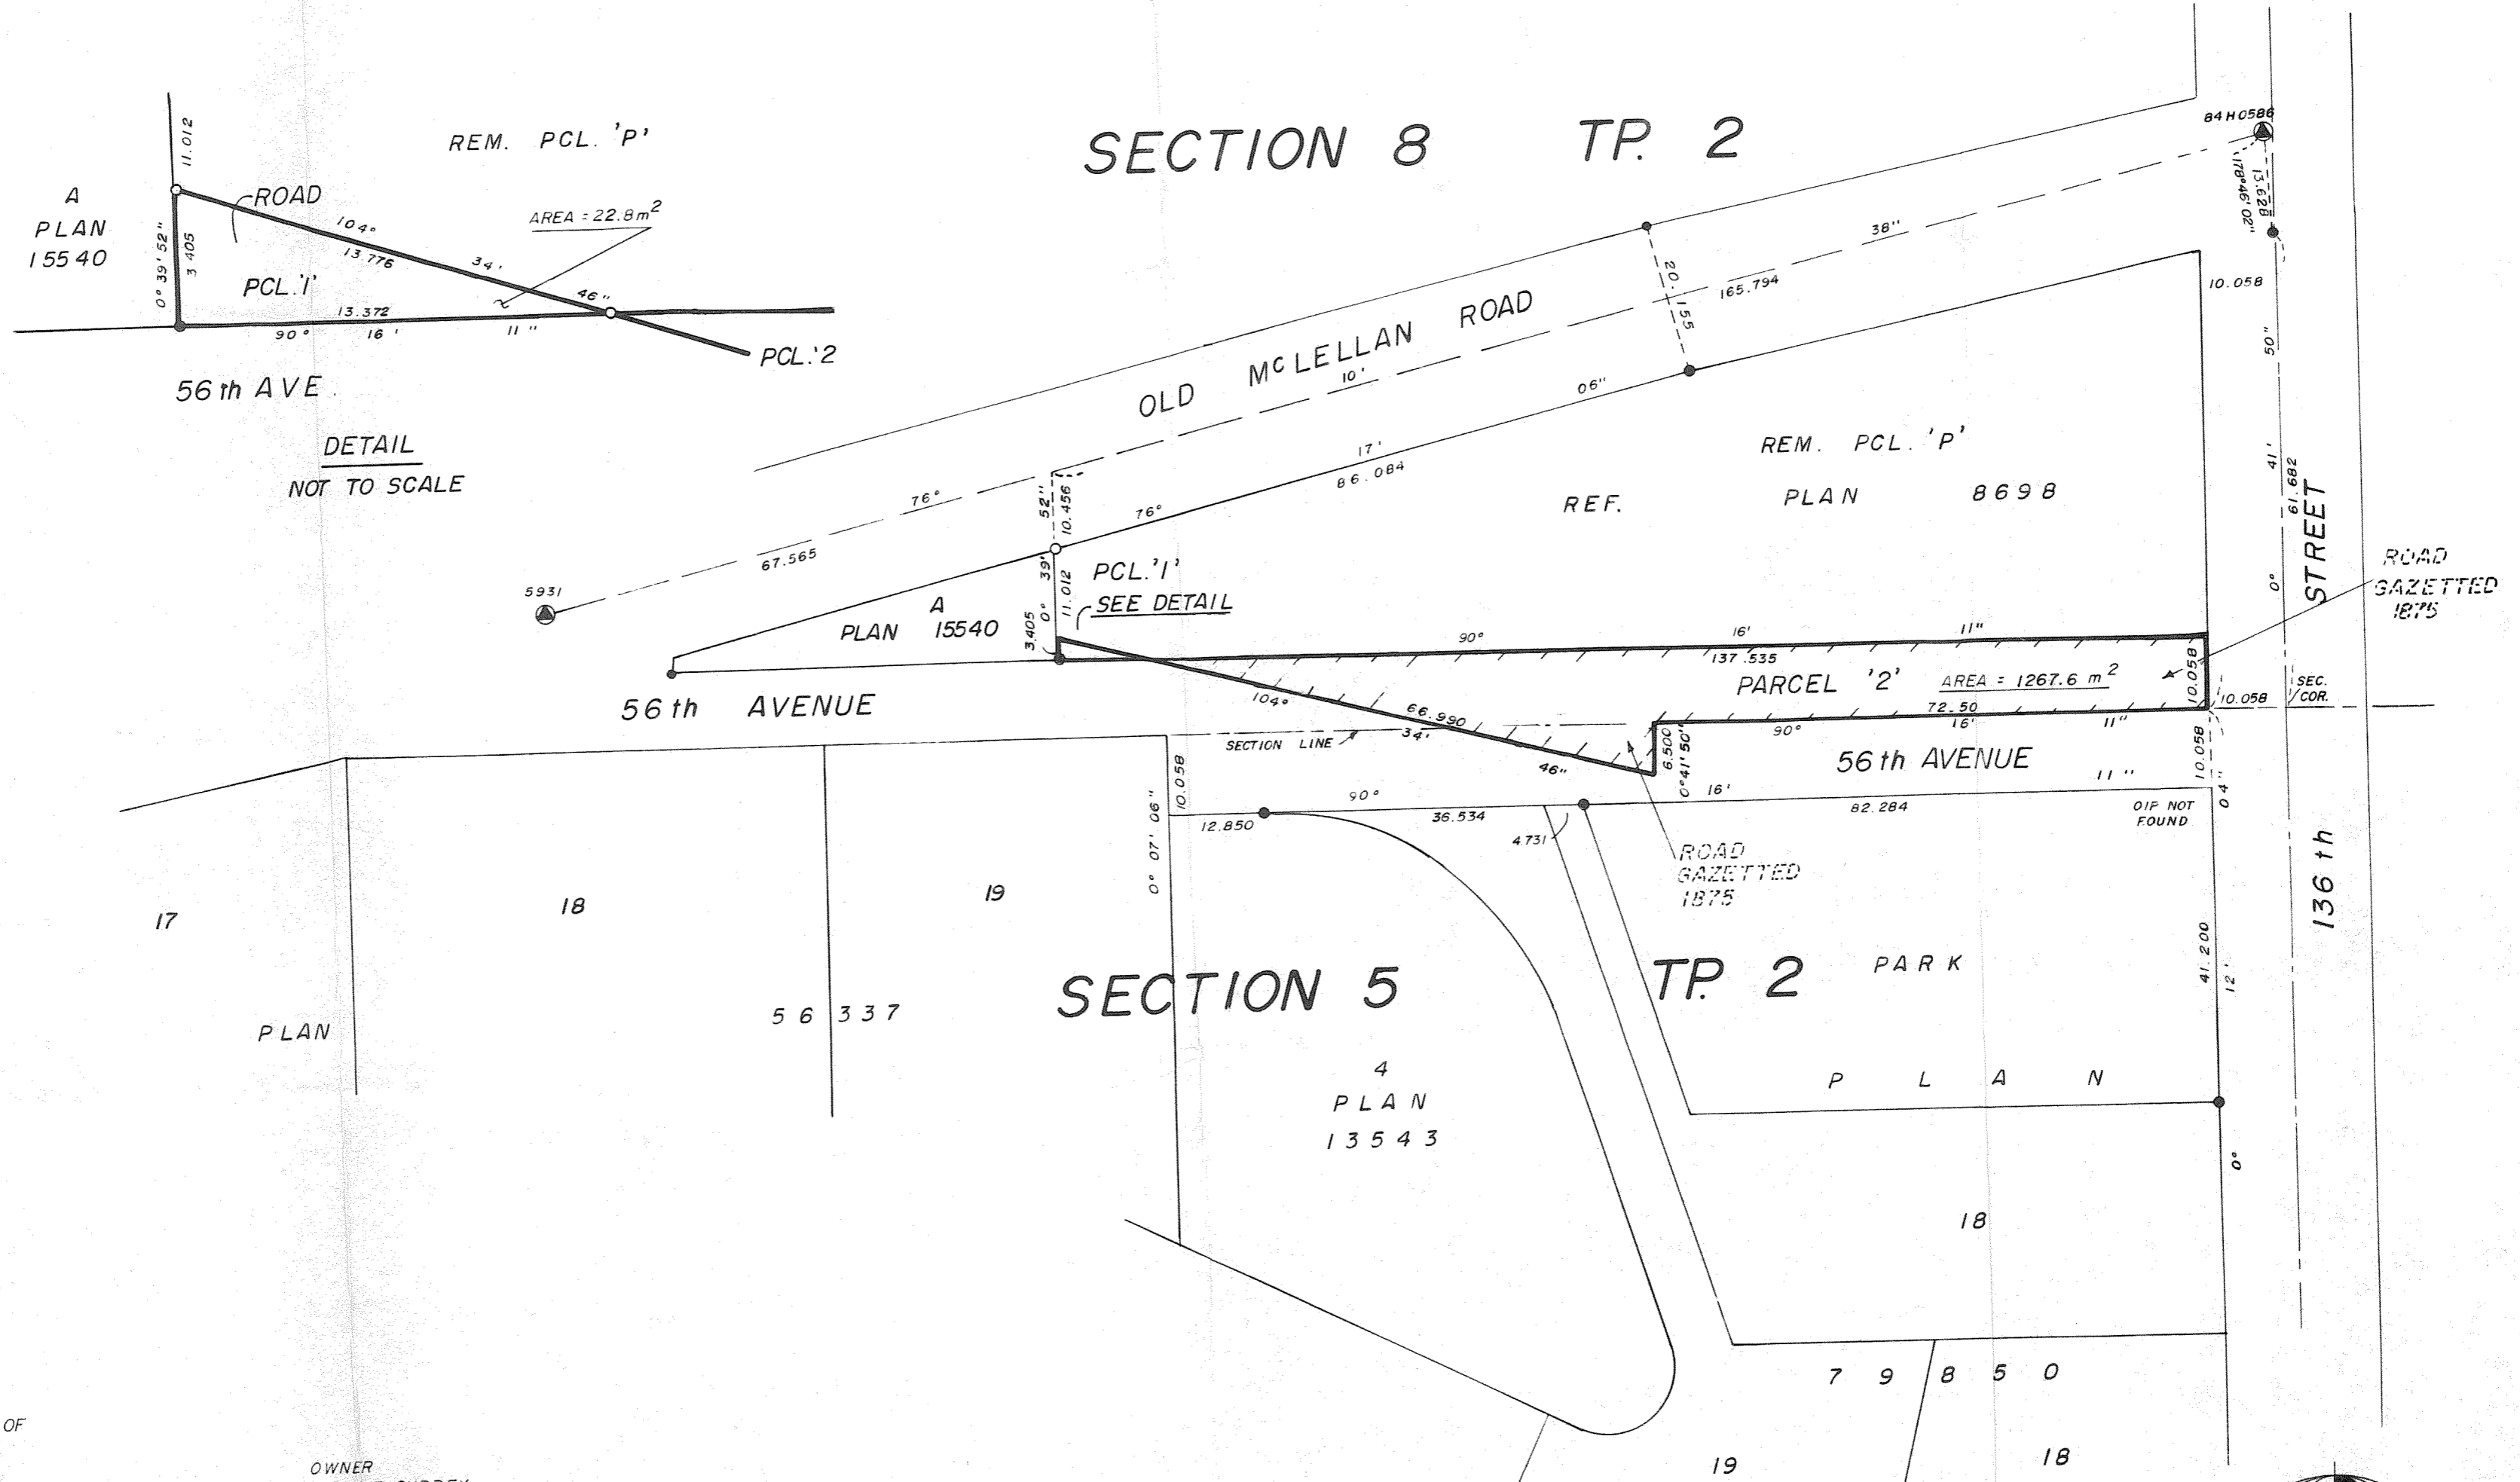 SECTION 8 TP. 2
84H0586
178°46'02"
13.628
11.012
REM. PCL. 'P'
A
PLAN
15540
ROAD
104°
13.776
34'
46"
AREA = 22.8 m²
0° 39' 52"
3.405
PCL. '1'
13.372
90° 16' 11"
PCL. '2
56th AVE.
DETAIL
NOT TO SCALE
38"
165.794
20.155
10.058
OLD McLELLAN ROAD
10'
06"
17'
86.084
76°
76°
67.565
5931
52"
10.456
39'
11.012
0°
3.405
REM. PCL. 'P'
REF. PLAN 8698
50"
41'
61.682
0°
STREET
ROAD
GAZETTED
1875
PCL. '1'
SEE DETAIL
A
PLAN 15540
90° 16' 11"
137.535
PARCEL '2' AREA = 1267.6 m²
10.058
10.058
SEC.
COR.
72.50
90° 16' 11"
56th AVENUE
104°
66.990
34'
46"
SECTION LINE
6.500
0°41'50"
56th AVENUE
10.058
04"
11"
10.058
0° 07' 06"
90°
16'
12.850
36.534
4.731
82.284
OIP NOT
FOUND
ROAD
GAZETTED
1875
136 th
17
18
19
PLAN
56 337
SECTION 5 TP. 2
PARK
41.200
12'
4
PLAN
13543
PLAN
0°
18
79850
19
18
OF
OWNER